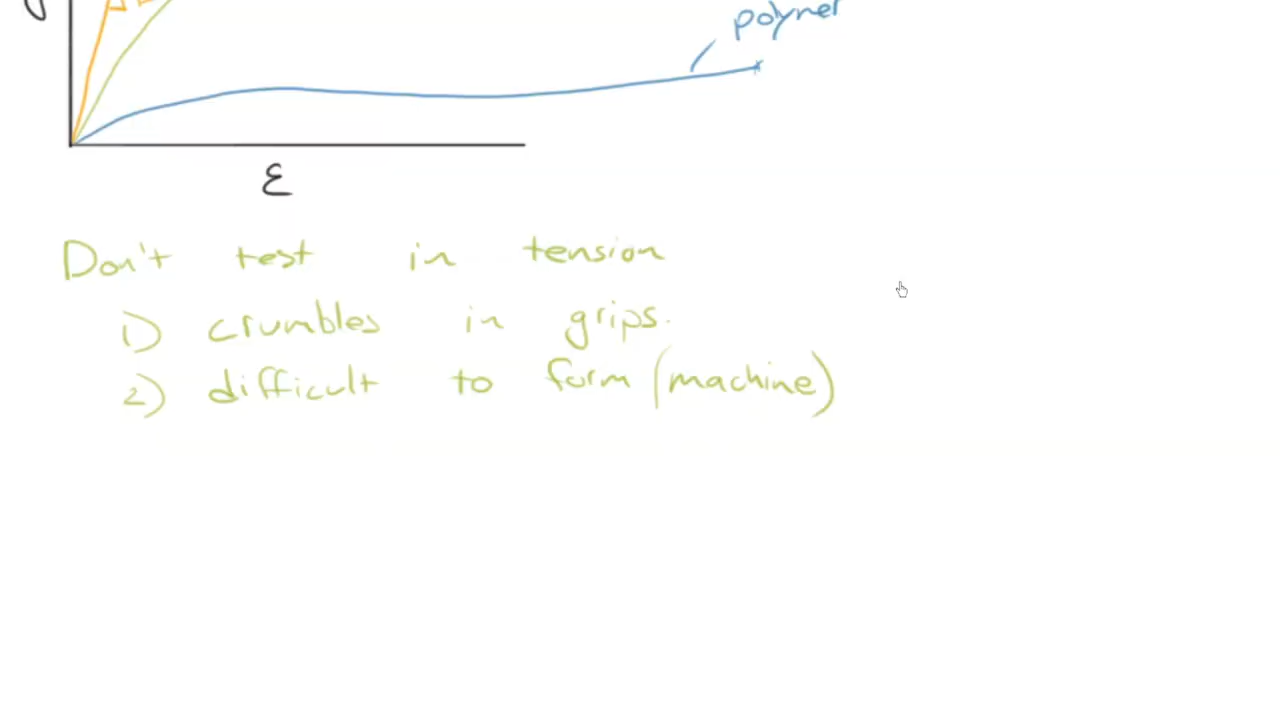 polymer
ε
Don't test in tension
1) crumbles in grips.
2) difficult to form (machine)